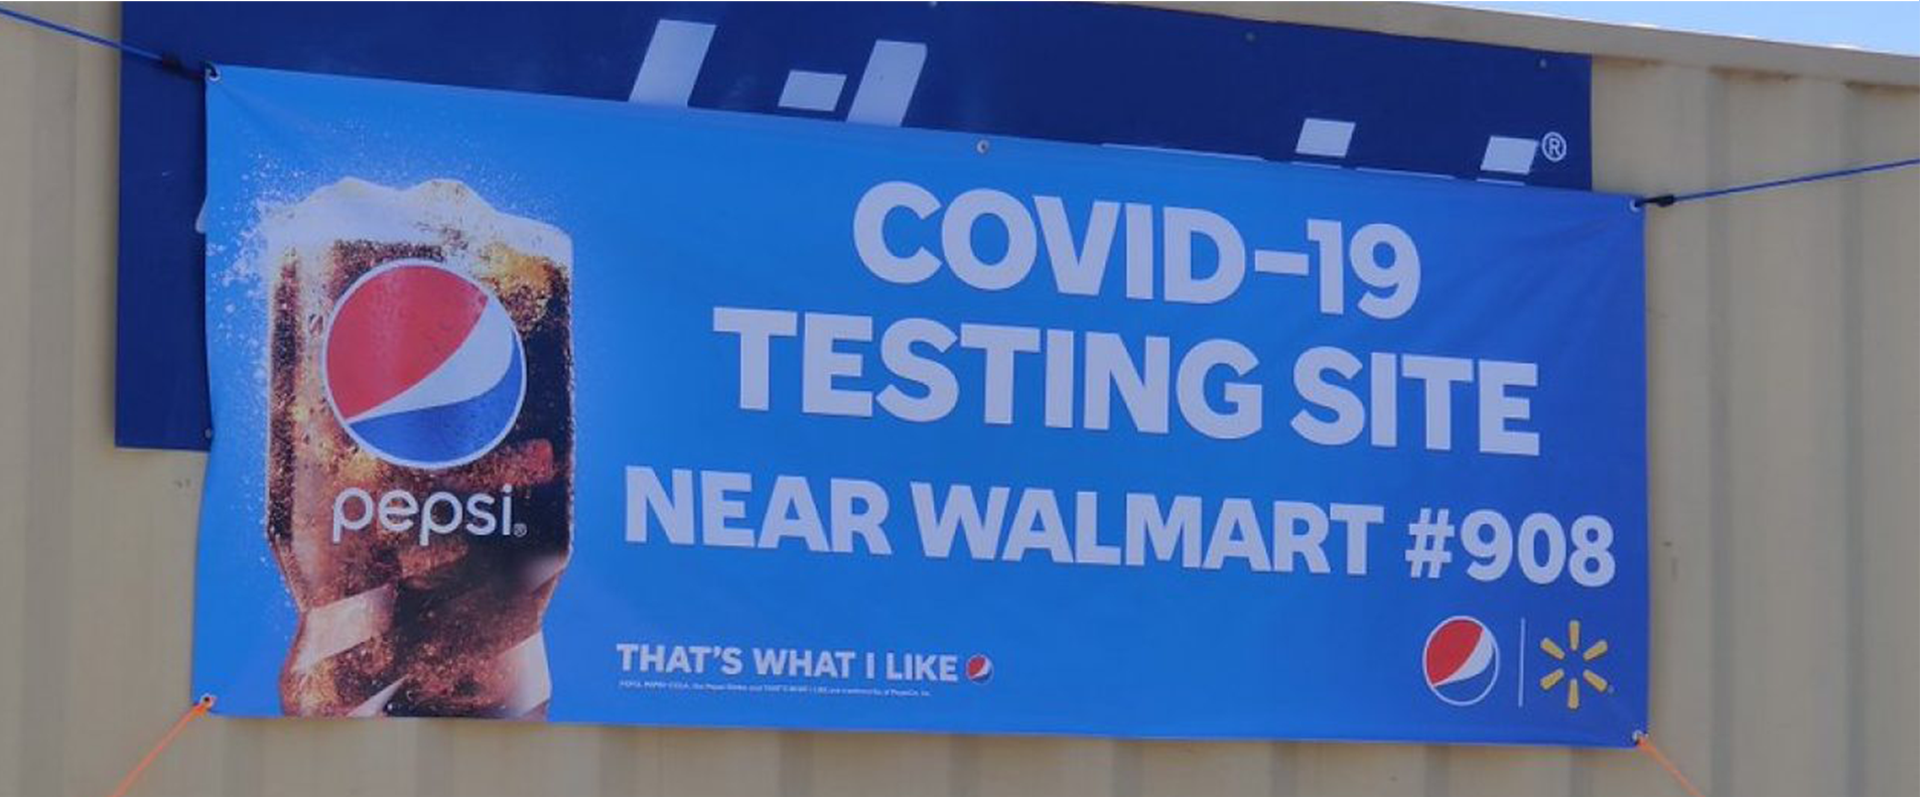 ®
COVID-19
TESTING SITE
NEAR WALMART #908
pepsi®
THAT'S WHAT I LIKE